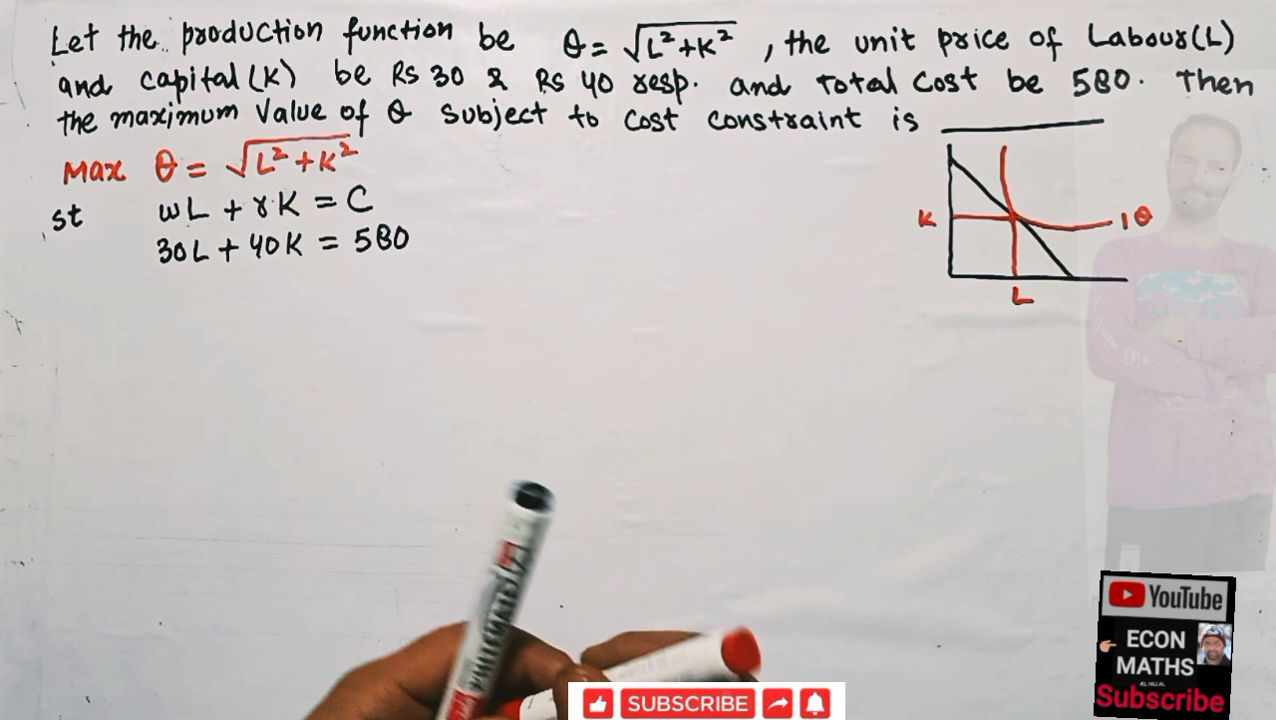 Let the production function be θ = √L²+K² , the unit price of Labour(L)
and capital(K) be Rs 30 & Rs 40 resp. and Total Cost be 580. Then
the maximum Value of θ Subject to Cost constraint is
Max θ = √L²+K²
st wL + rK = C
30L + 40K = 580
K
Iθ
L
YouTube
ECON
MATHS
Subscribe
SUBSCRIBE